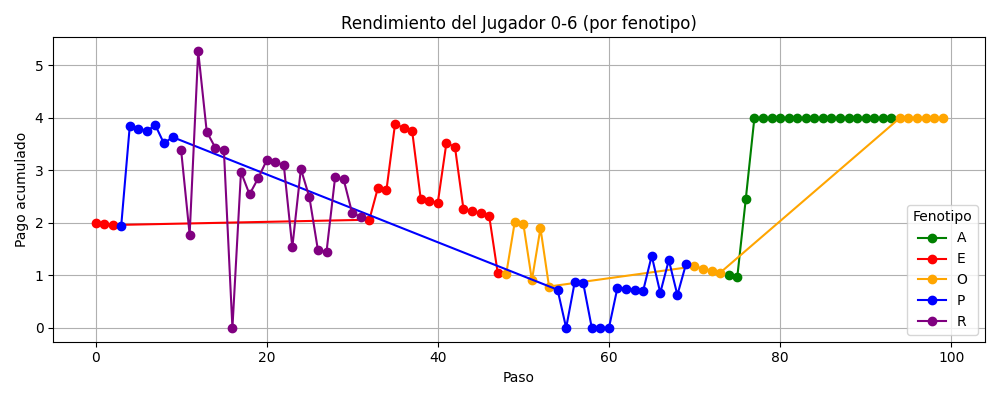 Rendimiento del Jugador 0-6 (por fenotipo)
Pago acumulado
5
4
3
2
1
0
0
20
40
60
80
100
Paso
Fenotipo
A
E
O
P
R